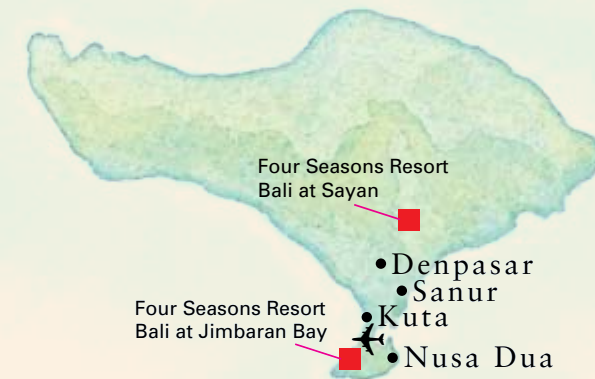 Four Seasons Resort
Bali at Sayan
Denpasar
Sanur
Four Seasons Resort
Bali at Jimbaran Bay
Kuta
Nusa Dua